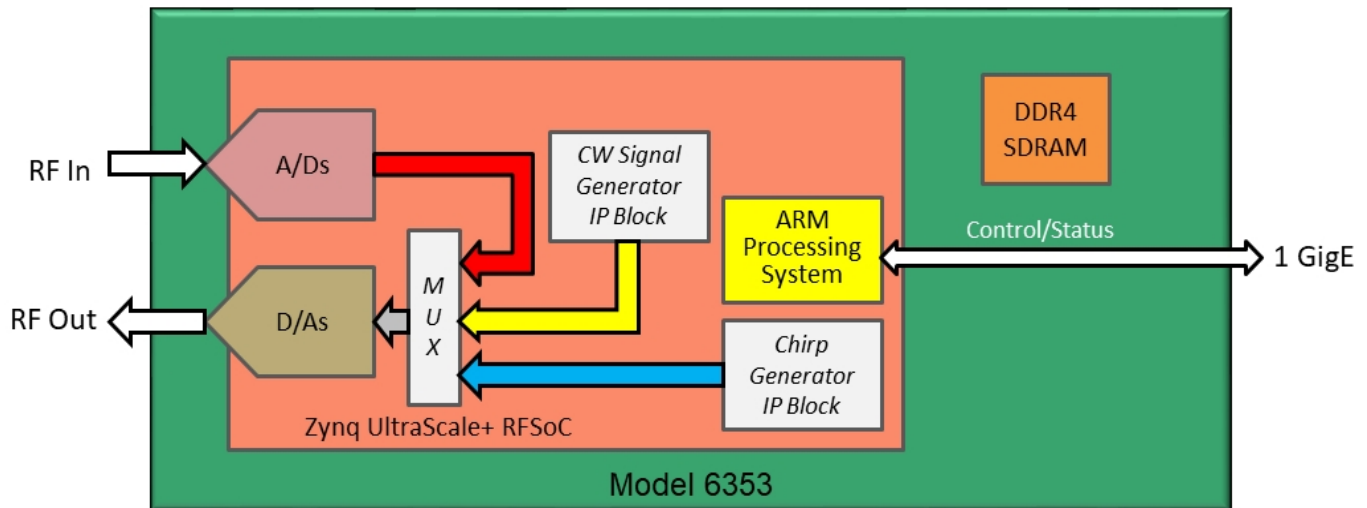 RF In
A/Ds
CW Signal
Generator
IP Block
DDR4
SDRAM
ARM
Processing
System
Control/Status
1 GigE
RF Out
D/As
M
U
X
Chirp
Generator
IP Block
Zynq UltraScale+ RFSoC
Model 6353